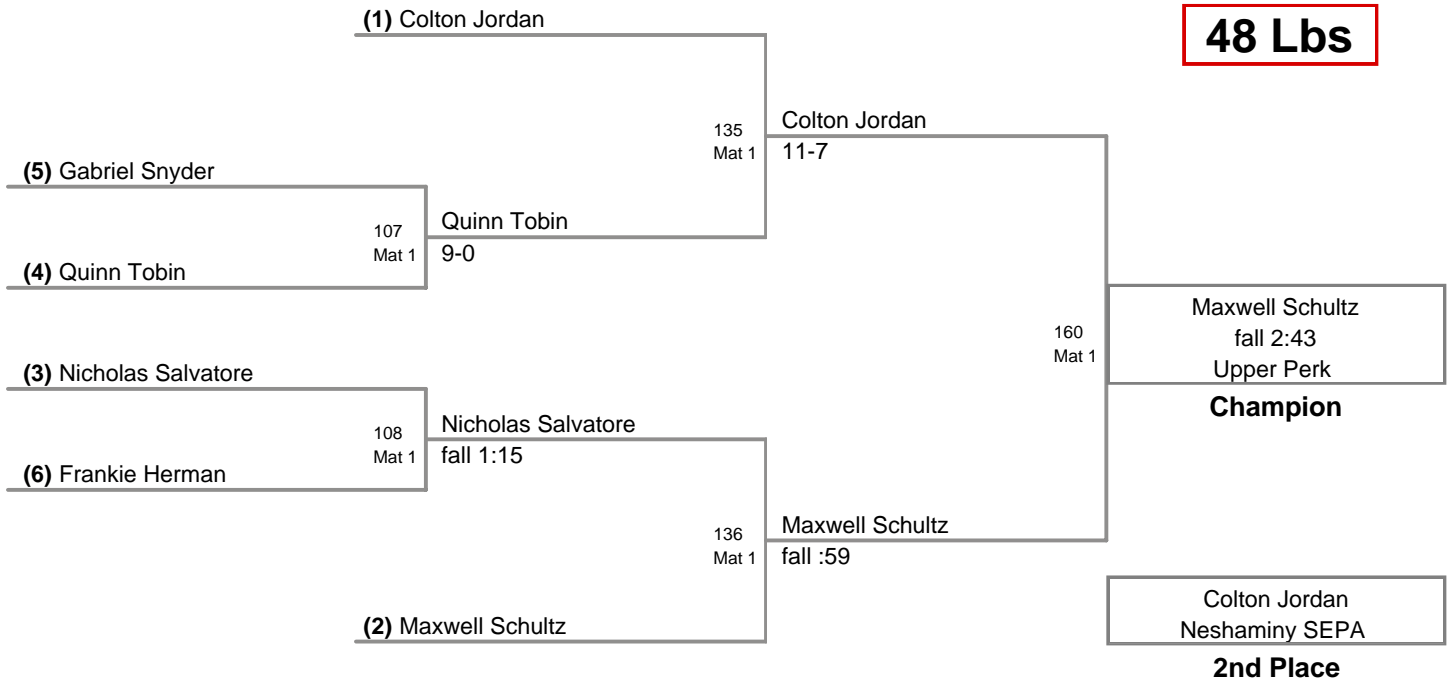 (1) Colton Jordan
48 Lbs
135
Mat 1
Colton Jordan
11-7
(5) Gabriel Snyder
107
Mat 1
Quinn Tobin
9-0
(4) Quinn Tobin
160
Mat 1
Maxwell Schultz
fall 2:43
Upper Perk
Champion
(3) Nicholas Salvatore
108
Mat 1
Nicholas Salvatore
fall 1:15
(6) Frankie Herman
136
Mat 1
Maxwell Schultz
fall :59
(2) Maxwell Schultz
Colton Jordan
Neshaminy SEPA
2nd Place